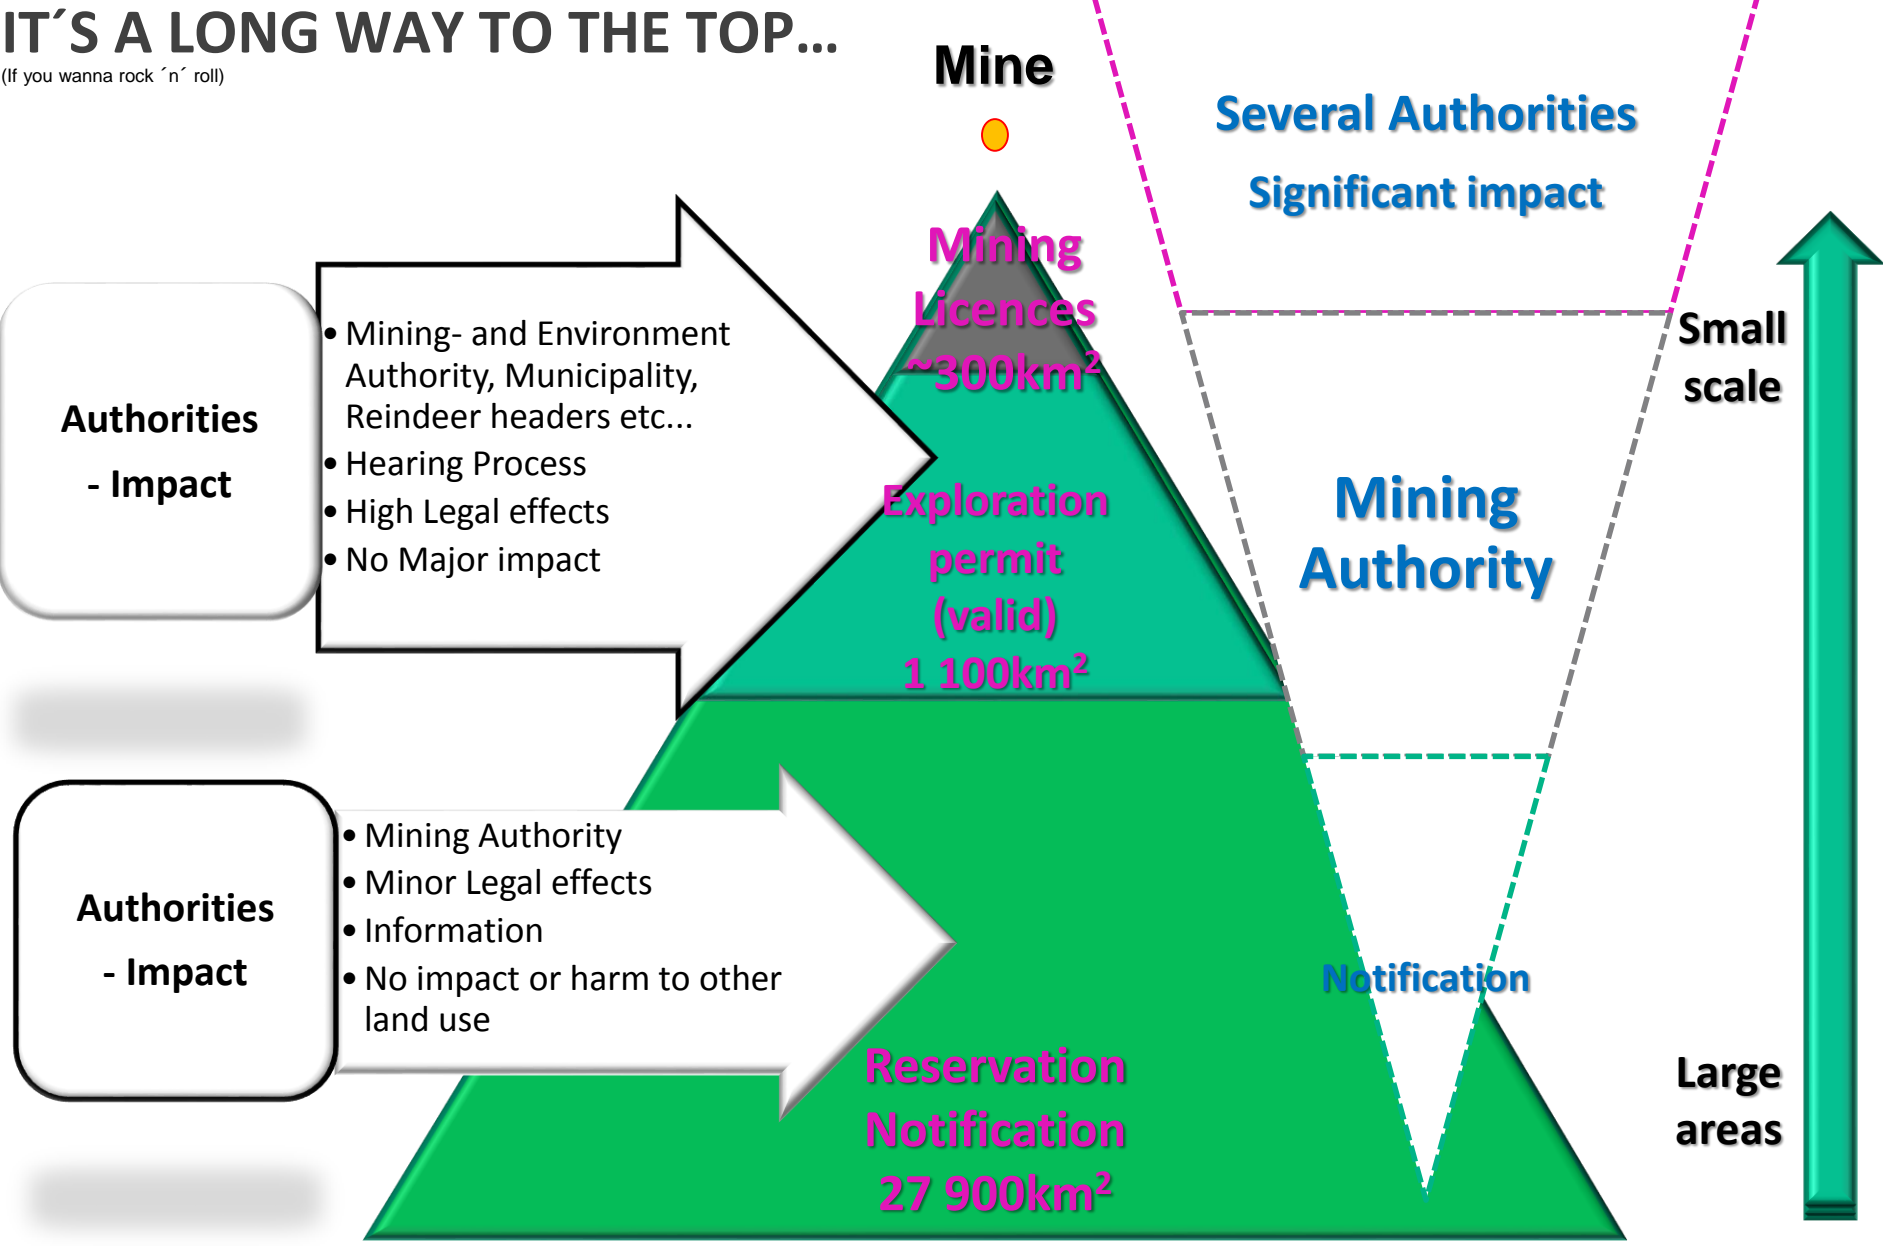 IT´S A LONG WAY TO THE TOP...
(If you wanna rock ´n´ roll)
Mine
Several Authorities
Significant impact
Mining
Licences
~300km²
Small
scale
Authorities
- Impact
• Mining- and Environment
Authority, Municipality,
Reindeer headers etc...
• Hearing Process
• High Legal effects
• No Major impact
Exploration
permit
(valid)
1 100km²
Mining
Authority
Authorities
- Impact
• Mining Authority
• Minor Legal effects
• Information
• No impact or harm to other
land use
Notification
Reservation
Notification
27 900km²
Large
areas